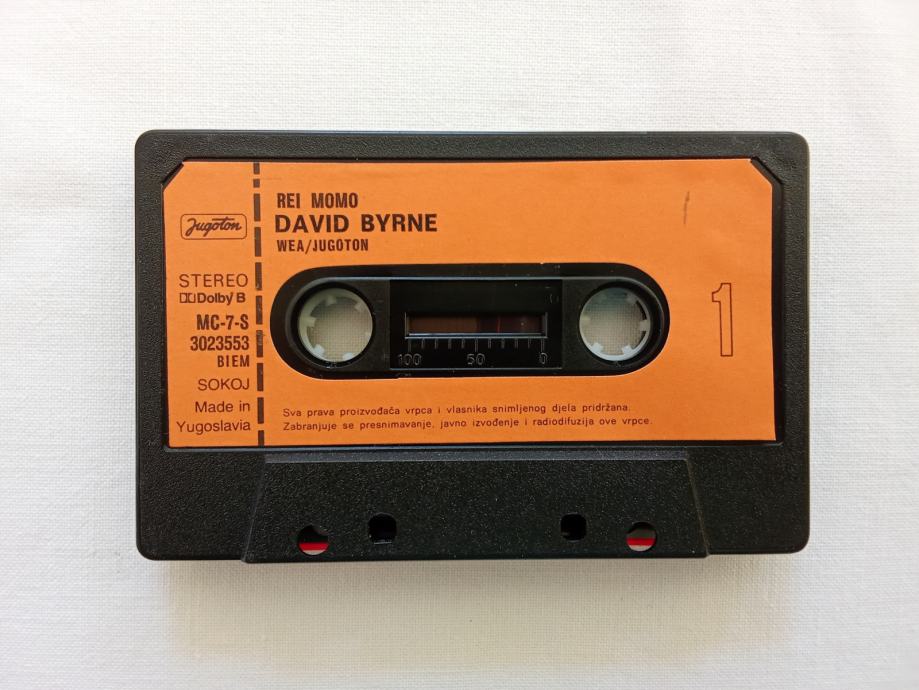 Jugoton
STEREO
Dolby B
MC-7-S
3023553
BIEM
SOKOJ
Made in
Yugoslavia
REI MOMO
DAVID BYRNE
WEA/JUGOTON
100 50 0
1
Sva prava proizvođača vrpca i vlasnika snimljenog djela pridržana.
Zabranjuje se presnimavanje, javno izvođenje i radiodifuzija ove vrpce.